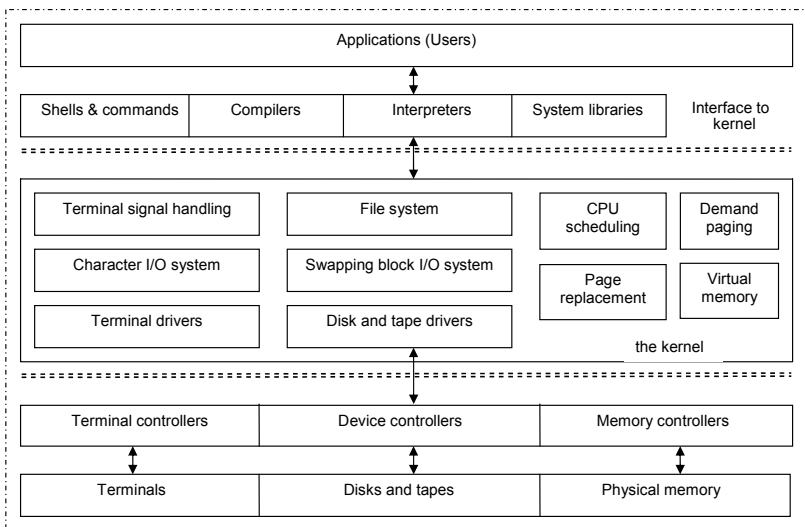 Applications (Users)
Shells & commands
Compilers
Interpreters
System libraries
Interface to
kernel
Terminal signal handling
File system
CPU
scheduling
Demand
paging
Character I/O system
Swapping block I/O system
Page
replacement
Virtual
memory
Terminal drivers
Disk and tape drivers
the kernel
Terminal controllers
Device controllers
Memory controllers
Terminals
Disks and tapes
Physical memory